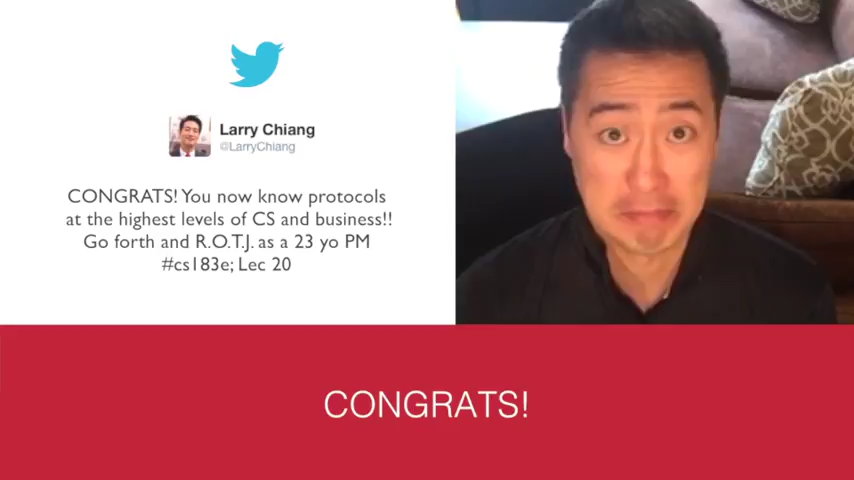 Larry Chiang
@LarryChiang
CONGRATS! You now know protocols
at the highest levels of CS and business!!
Go forth and R.O.T.J. as a 23 yo PM
#cs183e; Lec 20
CONGRATS!